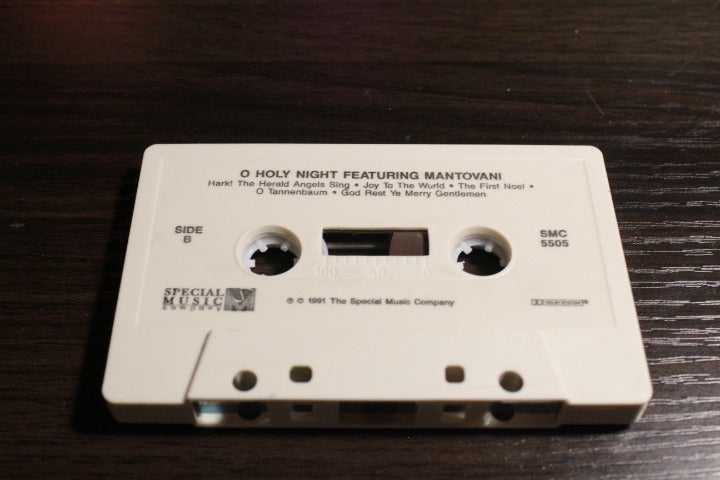 O HOLY NIGHT FEATURING MANTOVANI
Hark! The Herald Angels Sing • Joy To The World • The First Noel •
O Tannenbaum • God Rest Ye Merry Gentlemen
SIDE
B
SMC
5505
100 50 0
SPECIAL
MUSIC
company
℗ © 1991 The Special Music Company